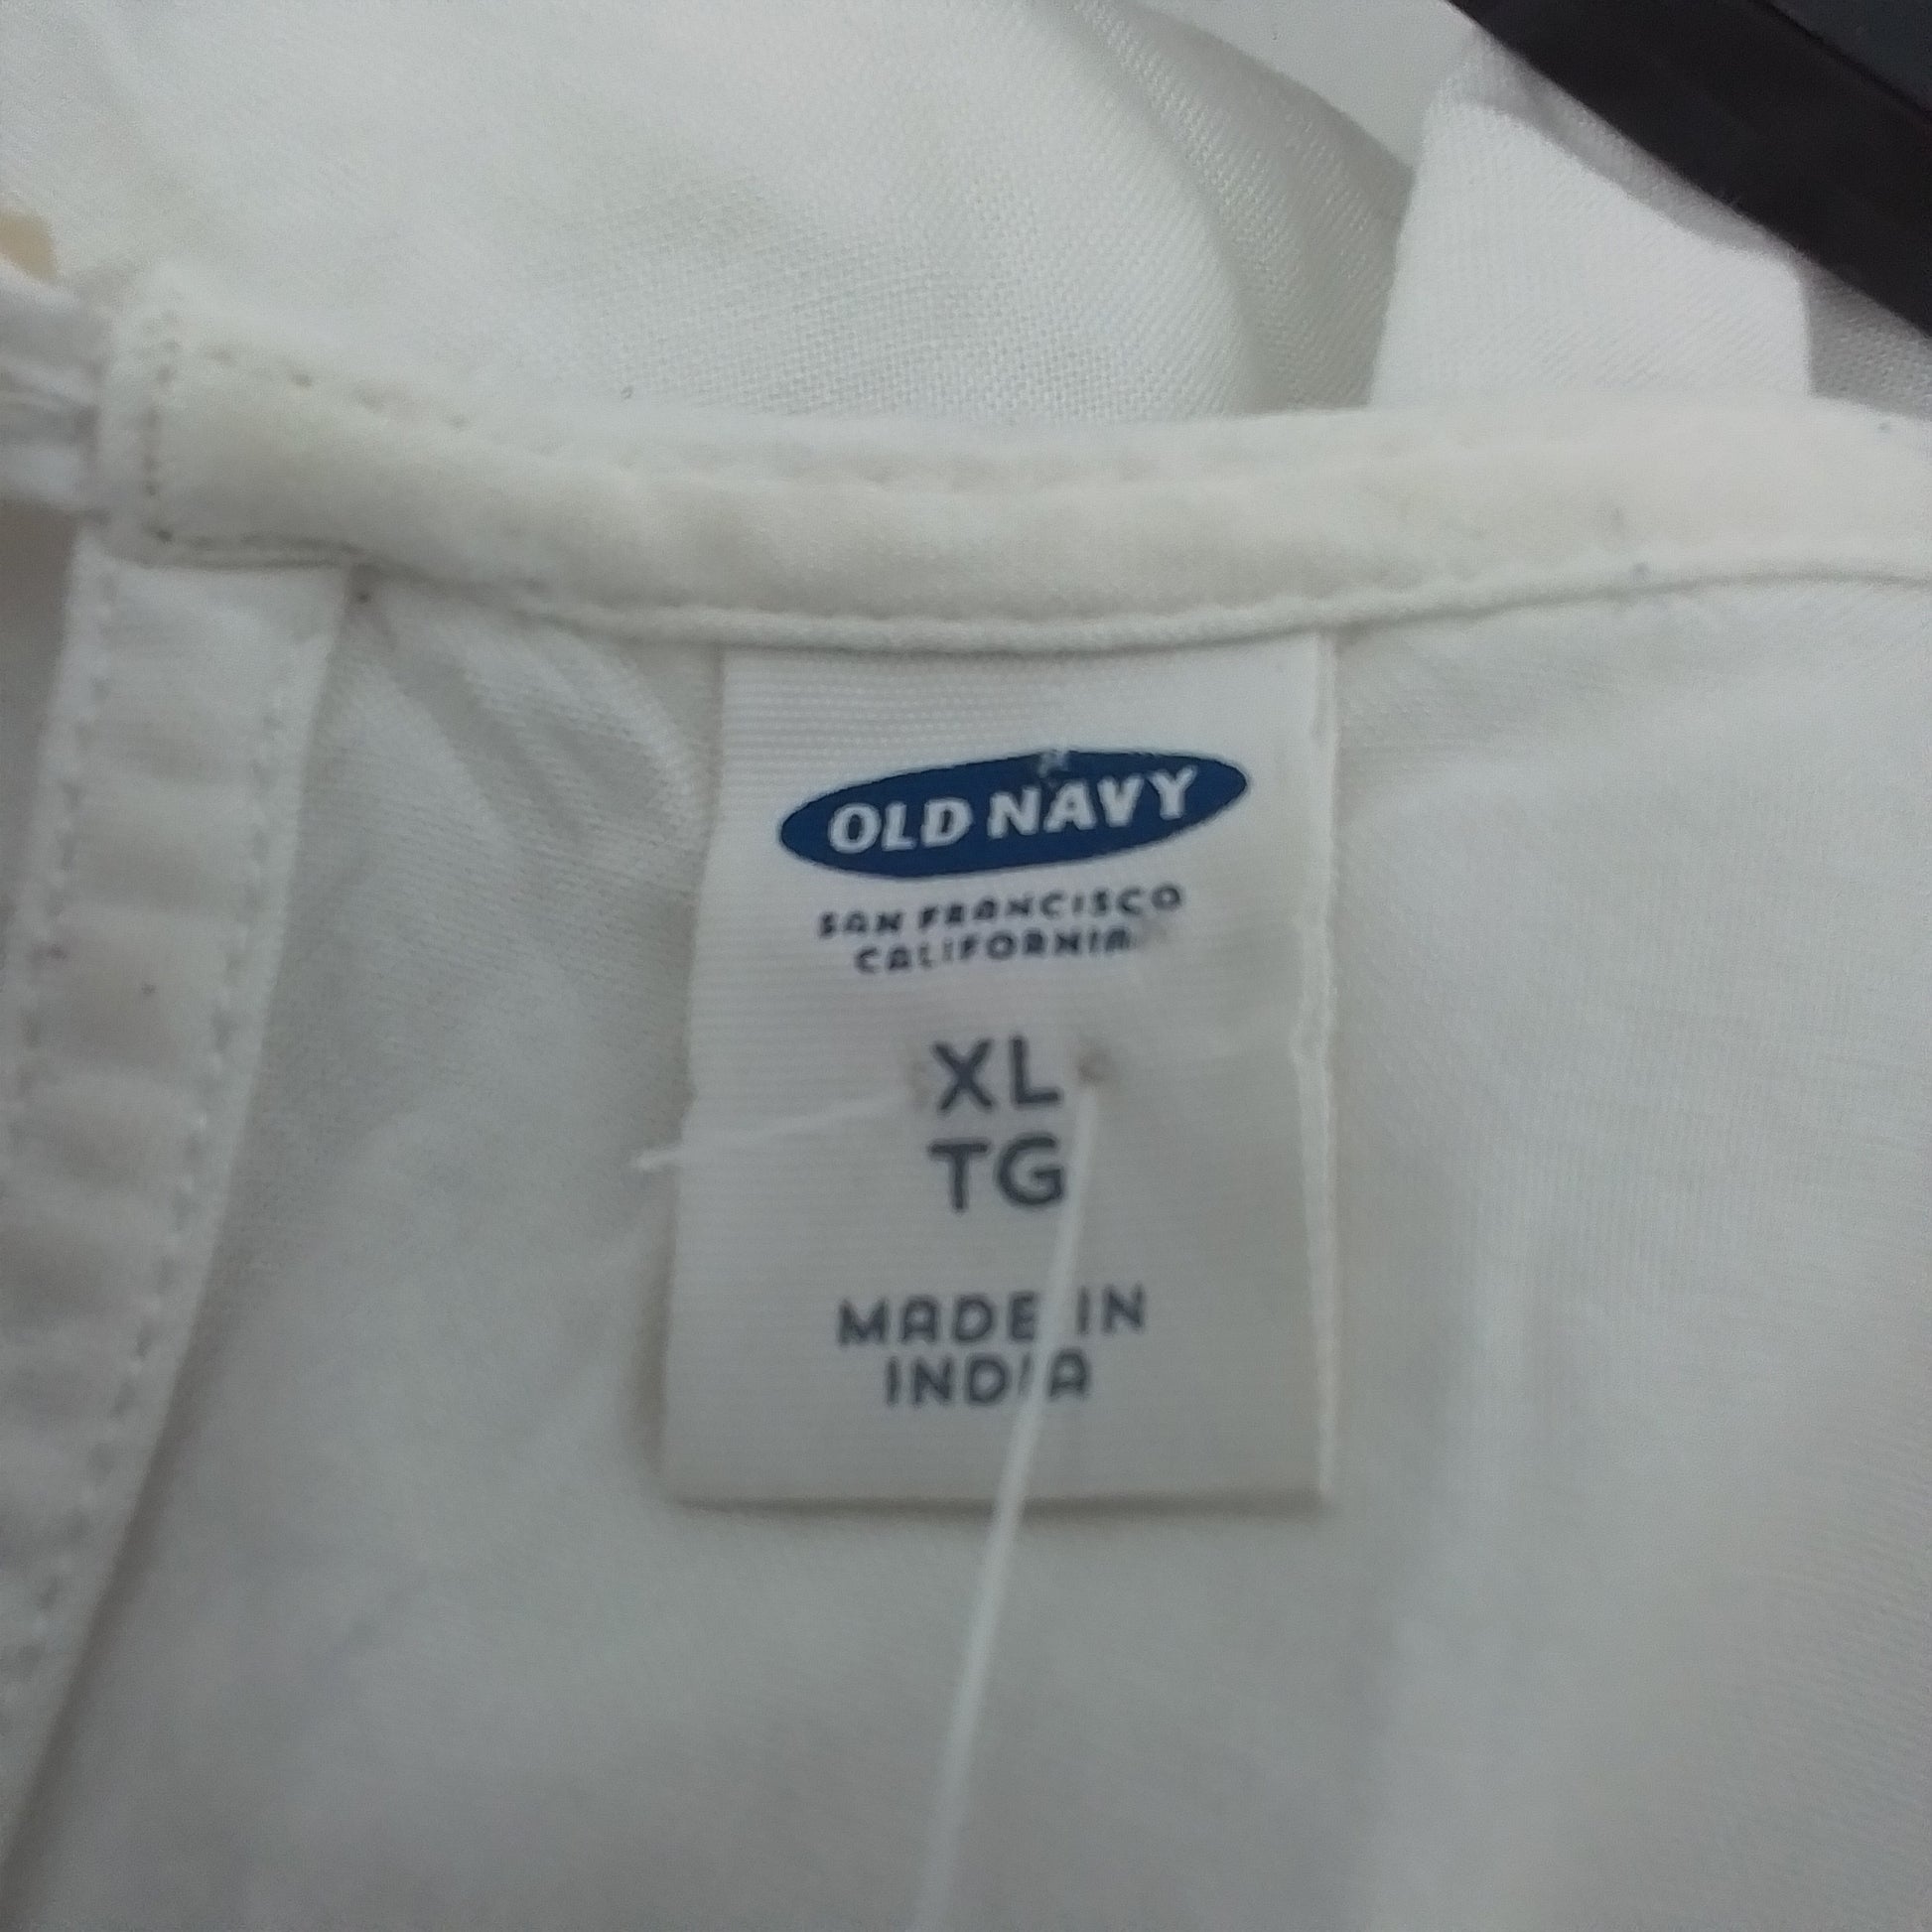 OLD NAVY
SAN FRANCISCO
CALIFORNIA
XL
TG
MADE IN
INDIA